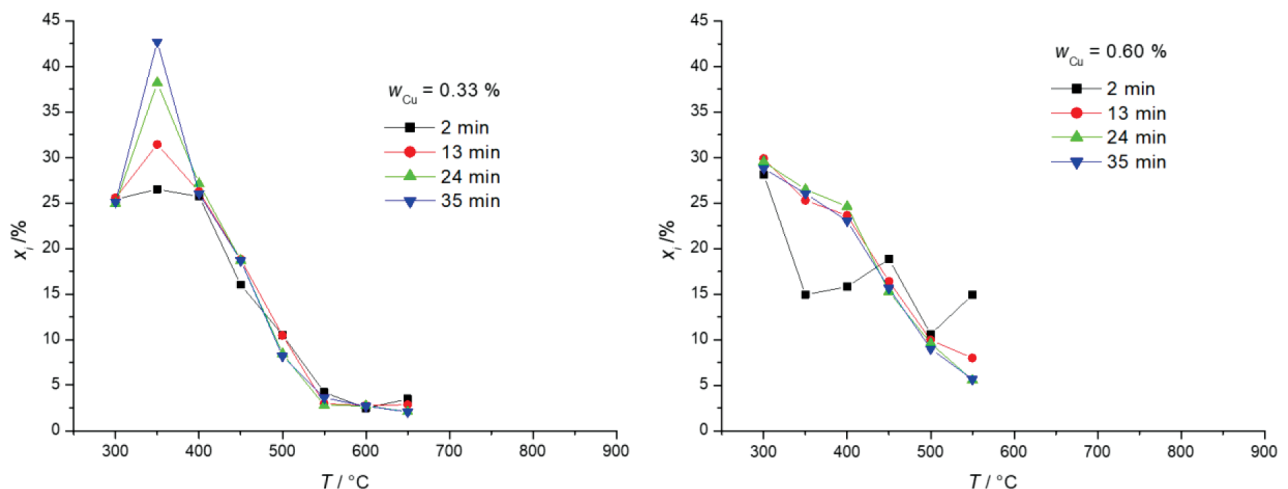 45
40
35
30
25
20
15
10
5
0
x_i /%
w_Cu = 0.33 %
2 min
13 min
24 min
35 min
300 400 500 600 700 800 900
T / °C
45
40
35
30
25
20
15
10
5
0
x_i /%
w_Cu = 0.60 %
2 min
13 min
24 min
35 min
300 400 500 600 700 800 900
T / °C